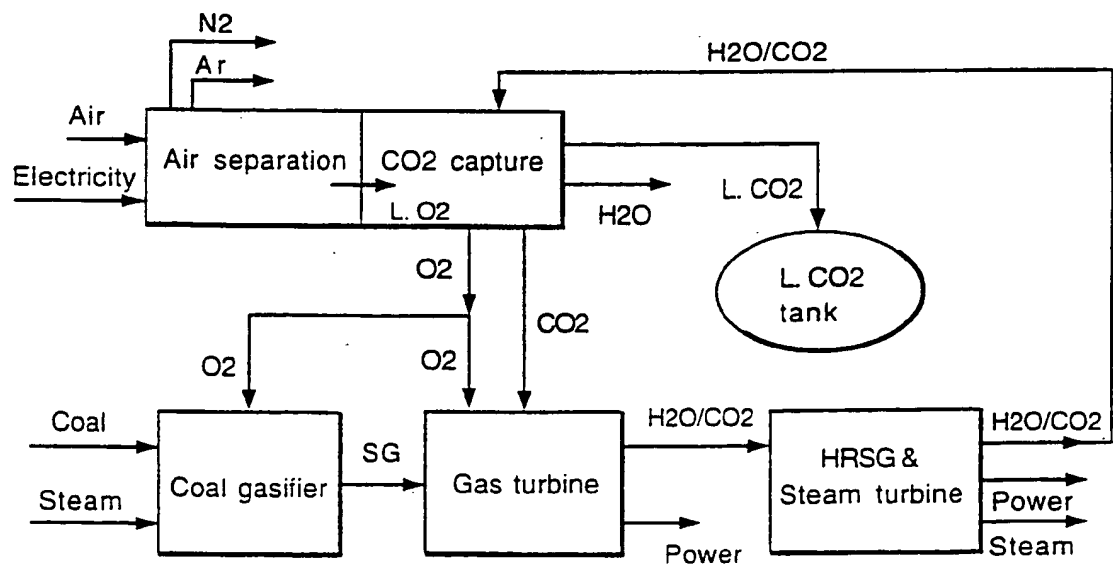 N2
Ar
H2O/CO2
Air
Electricity
Air separation
CO2 capture
L. O2
L. CO2
H2O
L. CO2
tank
O2
CO2
O2
O2
Coal
Steam
Coal gasifier
SG
Gas turbine
H2O/CO2
Power
HRSG &
Steam turbine
H2O/CO2
Power
Steam